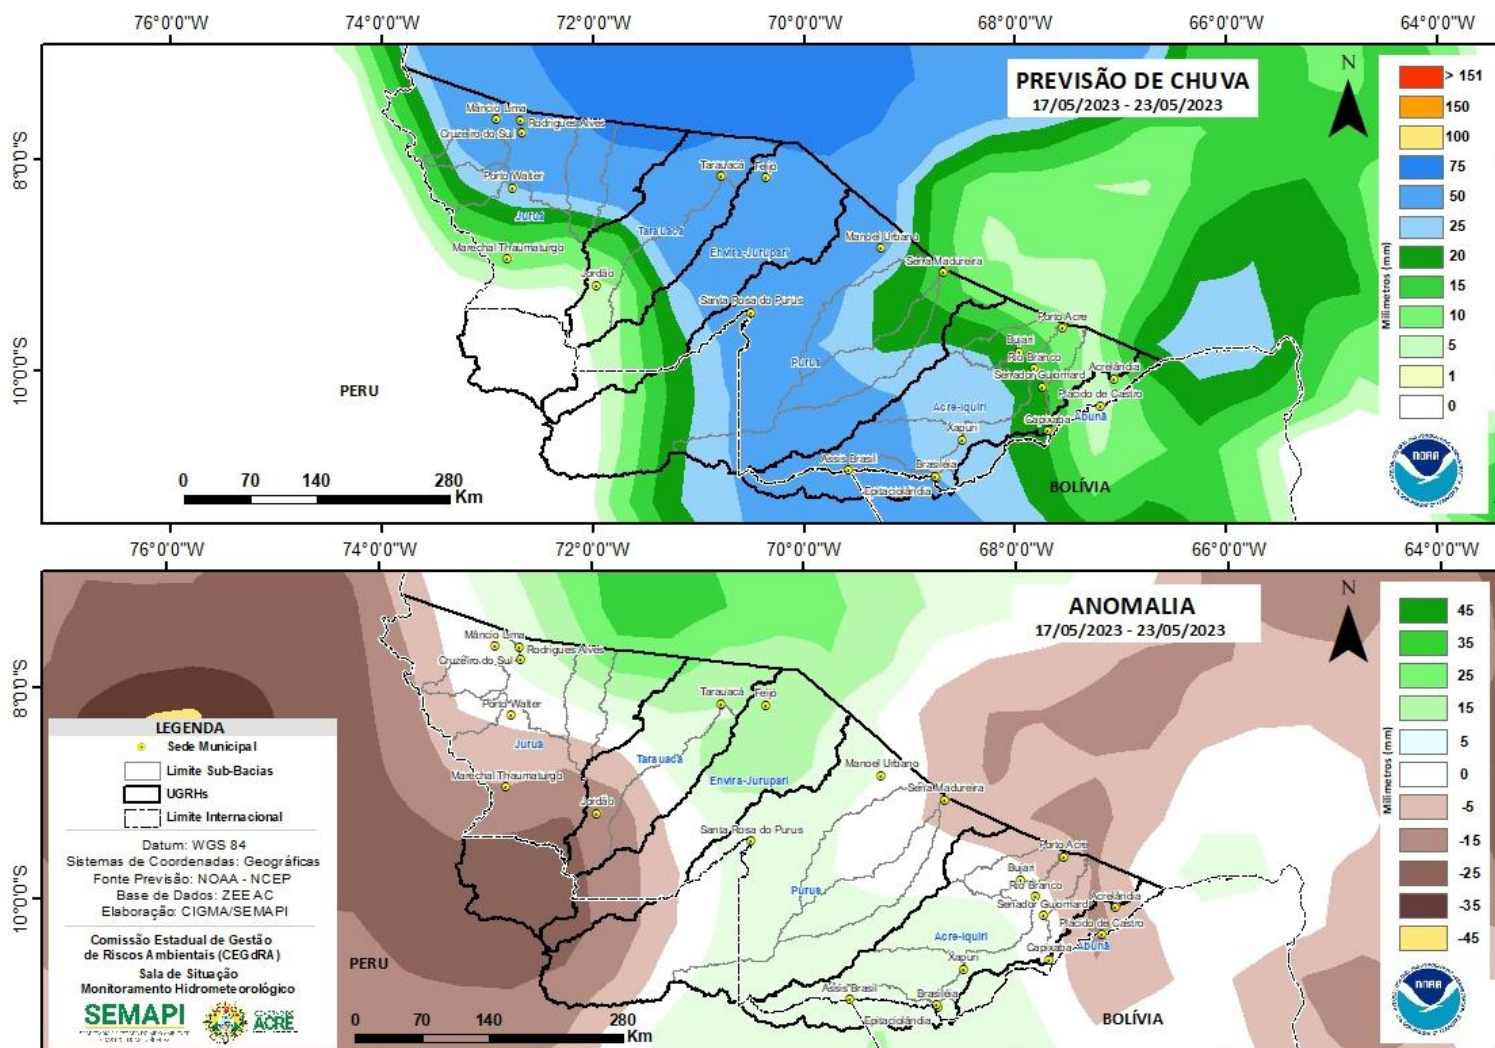 76°0'0"W 74°0'0"W 72°0'0"W 70°0'0"W 68°0'0"W 66°0'0"W 64°0'0"W
PREVISÃO DE CHUVA
17/05/2023 - 23/05/2023
N
8°0'0"S
10°0'0"S
Mâncio Lima
Rodrigues Alves
Cruzeiro do Sul
Porto Walter
Juruá
Marechal Thaumaturgo
Jordão
Tarauacá
Feijó
Tarauacá
Envira-Jurupari
Santa Rosa do Purus
Manoel Urbano
Sena Madureira
Purus
Porto Acre
Bujari
Rio Branco
Senador Guiomard
Acrelândia
Plácido de Castro
Abunã
Capixaba
Acre-Iquiri
Xapuri
Assis Brasil
Brasiléia
Epitaciolândia
PERU
BOLÍVIA
0 70 140 280
Km
Milímetros (mm)
> 151
150
100
75
50
25
20
15
10
5
1
0
NOAA
76°0'0"W 74°0'0"W 72°0'0"W 70°0'0"W 68°0'0"W 66°0'0"W 64°0'0"W
ANOMALIA
17/05/2023 - 23/05/2023
N
8°0'0"S
10°0'0"S
Mâncio Lima
Rodrigues Alves
Cruzeiro do Sul
Porto Walter
Juruá
Marechal Thaumaturgo
Jordão
Tarauacá
Feijó
Tarauacá
Envira-Jurupari
Santa Rosa do Purus
Manoel Urbano
Sena Madureira
Purus
Porto Acre
Bujari
Rio Branco
Senador Guiomard
Acrelândia
Plácido de Castro
Abunã
Capixaba
Acre-Iquiri
Xapuri
Assis Brasil
Brasiléia
Epitaciolândia
PERU
BOLÍVIA
0 70 140 280
Km
Milímetros (mm)
45
35
25
15
5
0
-5
-15
-25
-35
-45
NOAA
LEGENDA
Sede Municipal
Limite Sub-Bacias
UGRHs
Limite Internacional
Datum: WGS 84
Sistemas de Coordenadas: Geográficas
Fonte Previsão: NOAA - NCEP
Base de Dados: ZEE AC
Elaboração: CIGMA/SEMAPI
Comissão Estadual de Gestão
de Riscos Ambientais (CEGdRA)
Sala de Situação
Monitoramento Hidrometeorológico
SEMAPI
ACRE